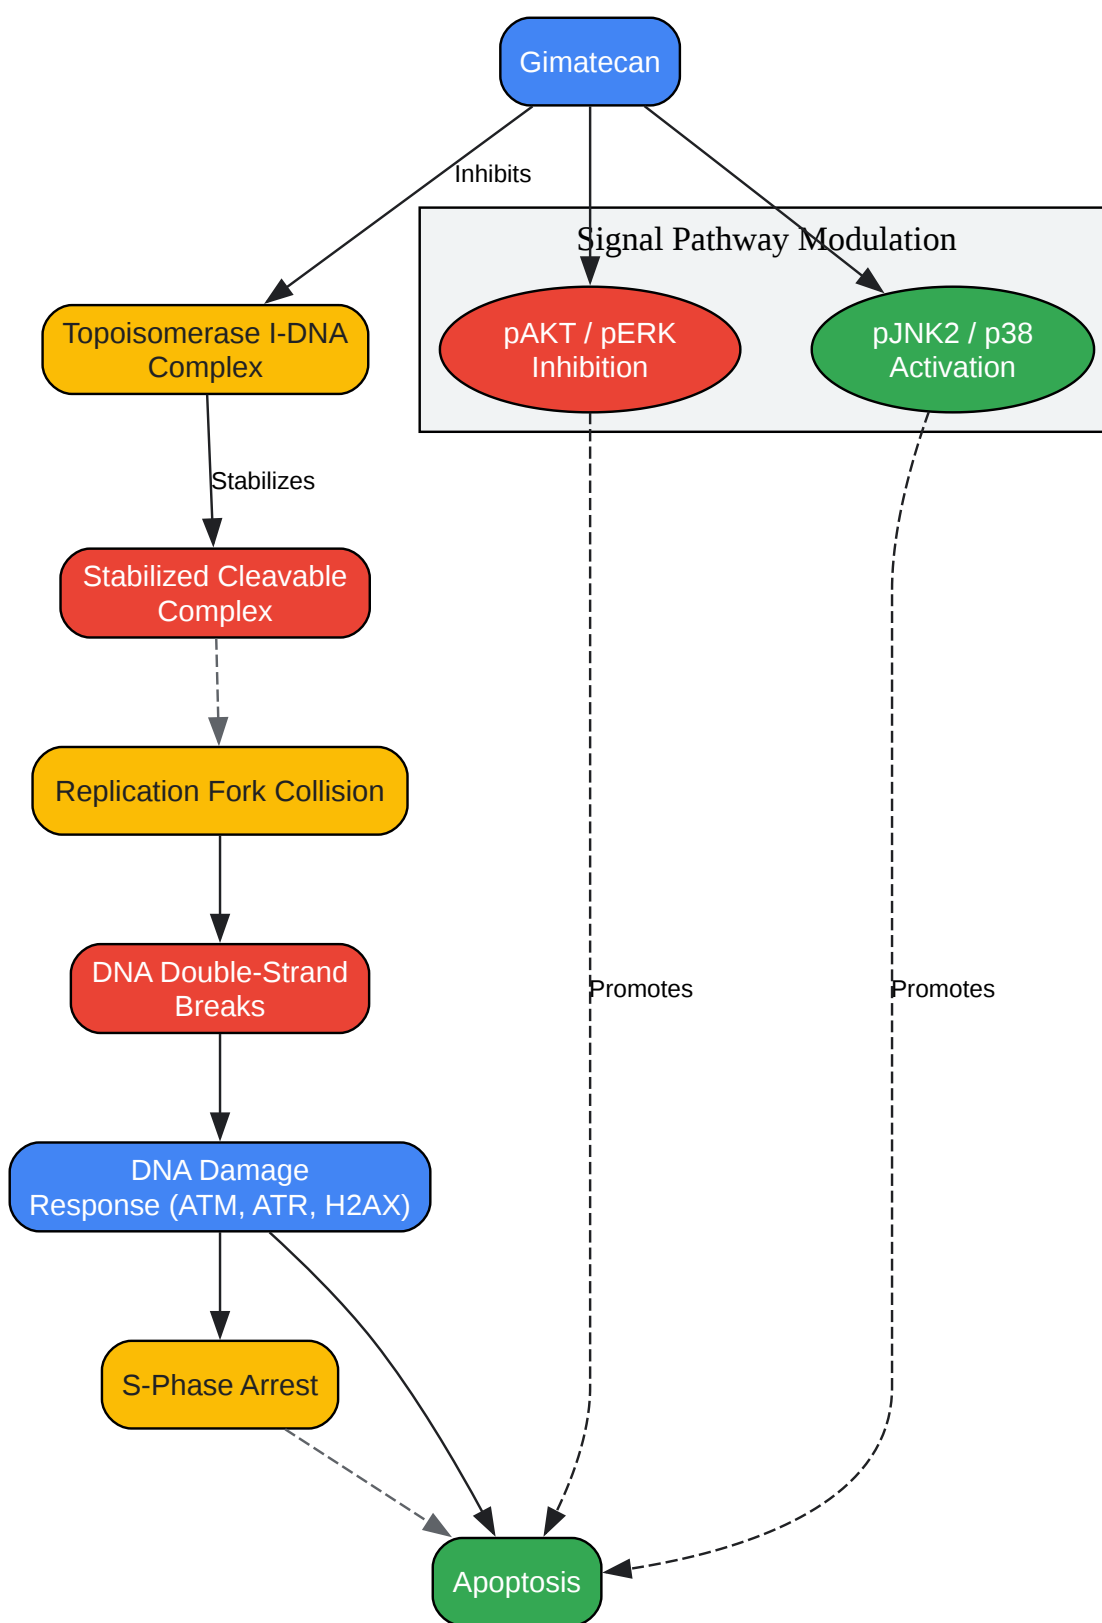 Gimatecan
Inhibits
Signal Pathway Modulation
Topoisomerase I-DNA
Complex
pAKT / pERK
Inhibition
pJNK2 / p38
Activation
Stabilizes
Stabilized Cleavable
Complex
Replication Fork Collision
DNA Double-Strand
Breaks
Promotes
Promotes
DNA Damage
Response (ATM, ATR, H2AX)
S-Phase Arrest
Apoptosis